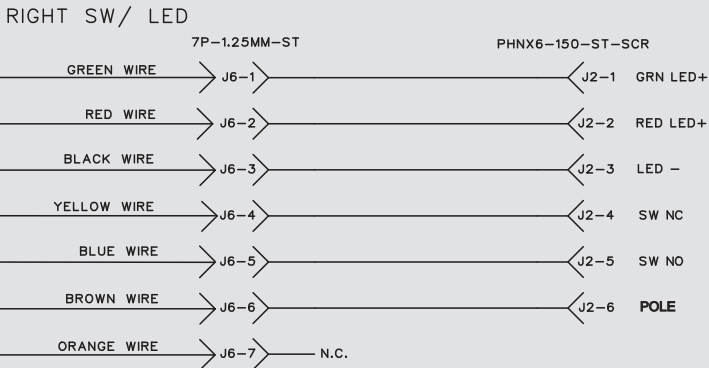 RIGHT SW/ LED
7P-1.25MM-ST PHNX6-150-ST-SCR
GREEN WIRE J6-1 J2-1 GRN LED+
RED WIRE J6-2 J2-2 RED LED+
BLACK WIRE J6-3 J2-3 LED -
YELLOW WIRE J6-4 J2-4 SW NC
BLUE WIRE J6-5 J2-5 SW NO
BROWN WIRE J6-6 J2-6 POLE
ORANGE WIRE J6-7 N.C.